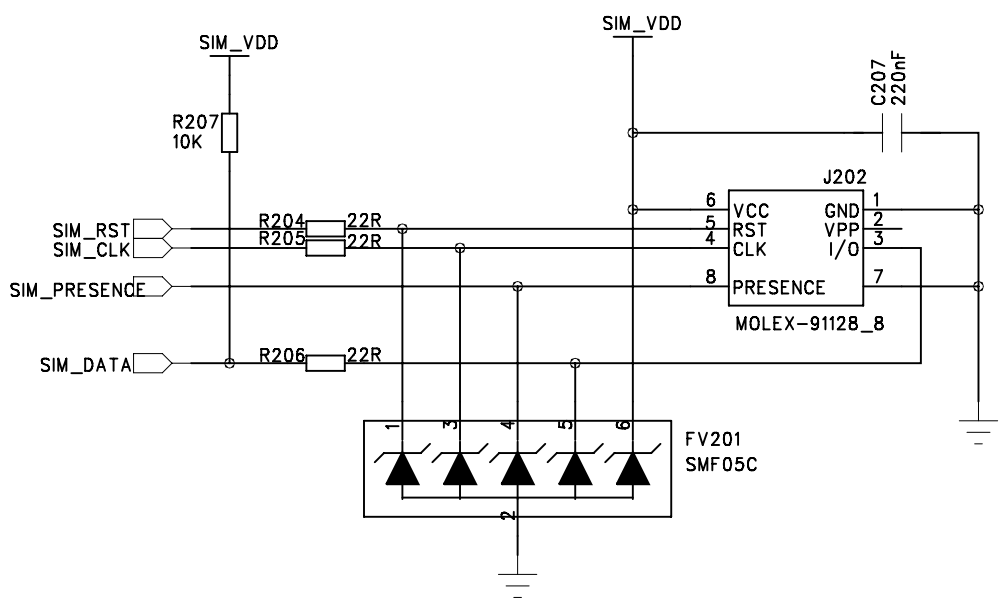 SIM_VDD
SIM_VDD
C207
220nF
R207
10K
J202
SIM_RST
R204
22R
6
VCC
GND
1
5
RST
VPP
2
SIM_CLK
R205
22R
4
CLK
I/O
3
SIM_PRESENCE
8
PRESENCE
7
MOLEX-91128_8
SIM_DATA
R206
22R
1
3
4
5
6
FV201
SMF05C
2